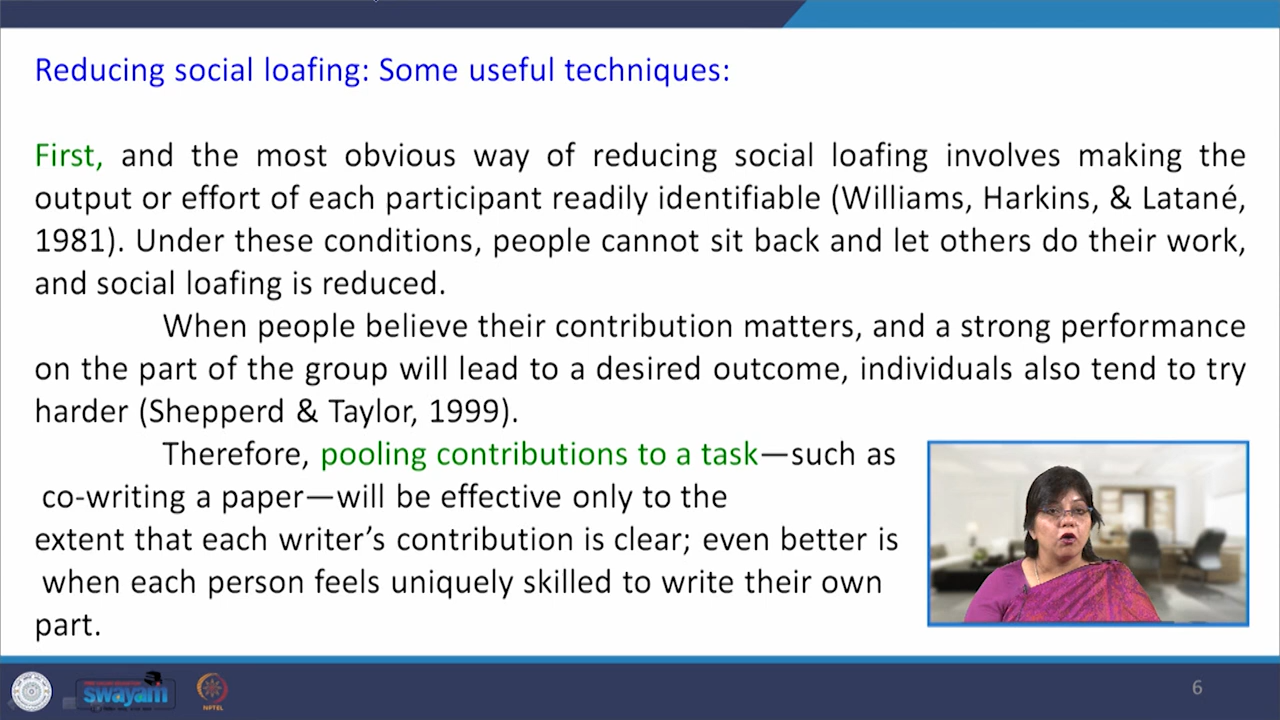 Reducing social loafing: Some useful techniques:
First, and the most obvious way of reducing social loafing involves making the
output or effort of each participant readily identifiable (Williams, Harkins, & Latané,
1981). Under these conditions, people cannot sit back and let others do their work,
and social loafing is reduced.
When people believe their contribution matters, and a strong performance
on the part of the group will lead to a desired outcome, individuals also tend to try
harder (Shepperd & Taylor, 1999).
Therefore, pooling contributions to a task—such as
co-writing a paper—will be effective only to the
extent that each writer’s contribution is clear; even better is
when each person feels uniquely skilled to write their own
part.
swayam
NPTEL
6